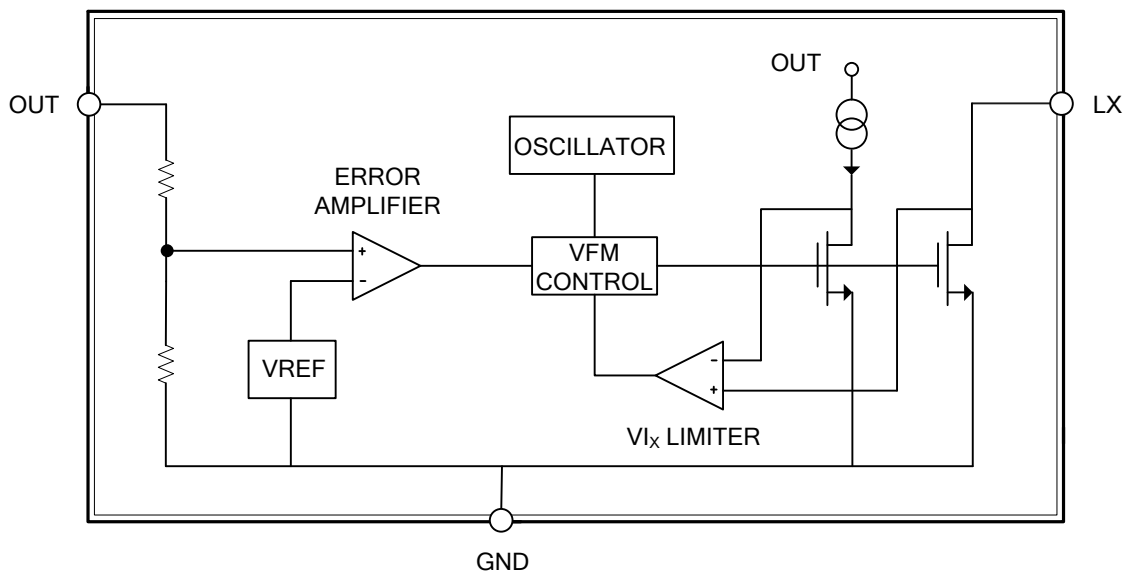 OUT
OUT
LX
OSCILLATOR
ERROR
AMPLIFIER
+
-
VFM
CONTROL
VREF
-
+
VIX LIMITER
GND